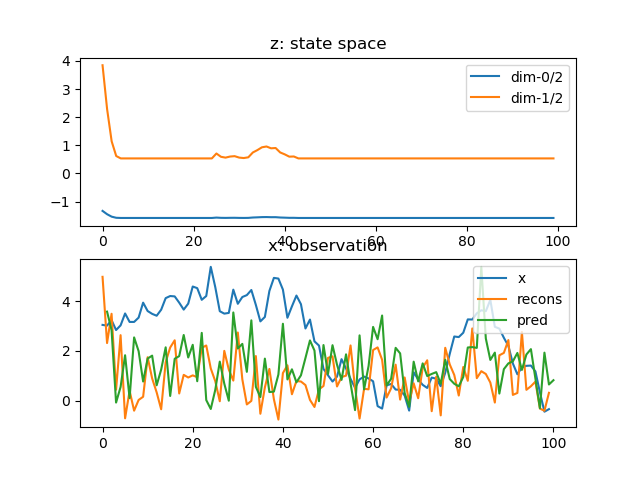 z: state space
4
3
2
1
0
−1
dim-0/2
dim-1/2
0 20 40 60 80 100
x: observation
4
2
0
x
recons
pred
0 20 40 60 80 100